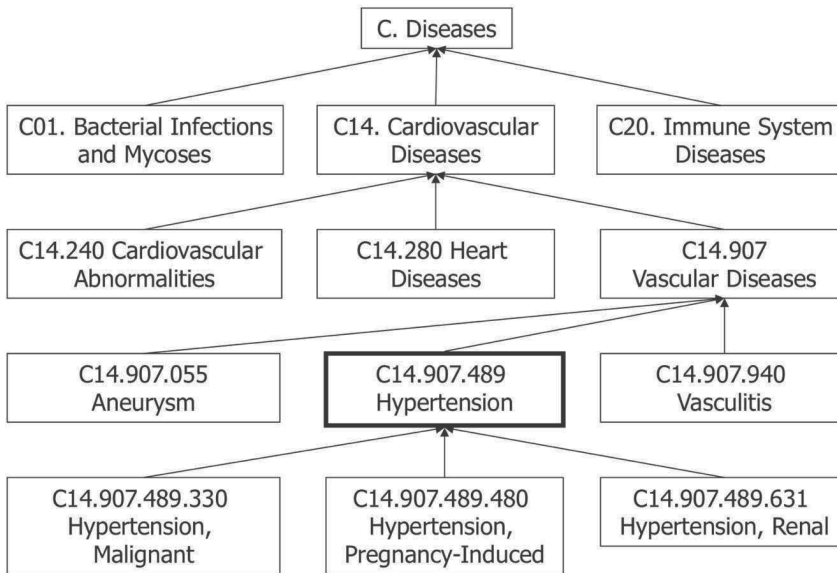 C. Diseases
C01. Bacterial Infections
and Mycoses
C14. Cardiovascular
Diseases
C20. Immune System
Diseases
C14.240 Cardiovascular
Abnormalities
C14.280 Heart
Diseases
C14.907
Vascular Diseases
C14.907.055
Aneurysm
C14.907.489
Hypertension
C14.907.940
Vasculitis
C14.907.489.330
Hypertension,
Malignant
C14.907.489.480
Hypertension,
Pregnancy-Induced
C14.907.489.631
Hypertension, Renal